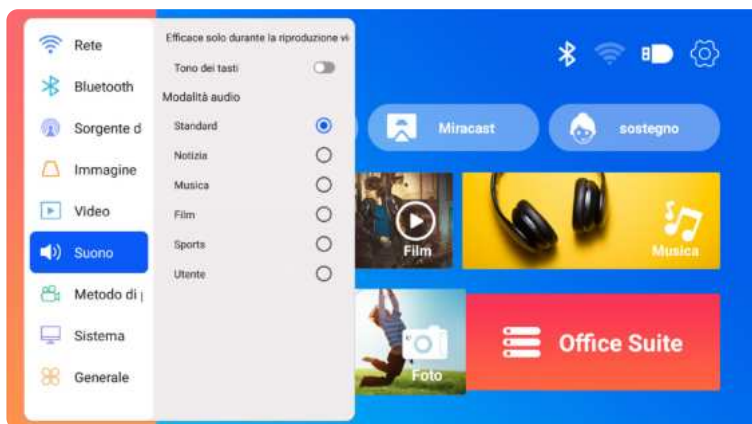 Rete
Bluetooth
Sorgente d
Immagine
Video
Suono
Metodo di
Sistema
Generale
Efficace solo durante la riproduzione vi
Tono dei tasti
Modalità audio
Standard
Notizia
Musica
Film
Sports
Utente
Miracast
sostegno
Film
Musica
Foto
Office Suite